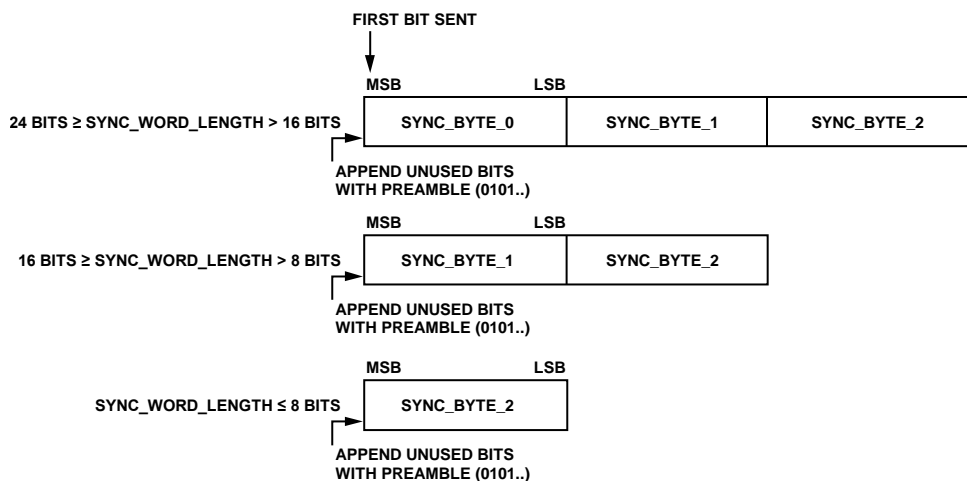 FIRST BIT SENT
MSB LSB
24 BITS ≥ SYNC_WORD_LENGTH > 16 BITS SYNC_BYTE_0 SYNC_BYTE_1 SYNC_BYTE_2
APPEND UNUSED BITS
WITH PREAMBLE (0101..)
MSB LSB
16 BITS ≥ SYNC_WORD_LENGTH > 8 BITS SYNC_BYTE_1 SYNC_BYTE_2
APPEND UNUSED BITS
WITH PREAMBLE (0101..)
MSB LSB
SYNC_WORD_LENGTH ≤ 8 BITS SYNC_BYTE_2
APPEND UNUSED BITS
WITH PREAMBLE (0101..)